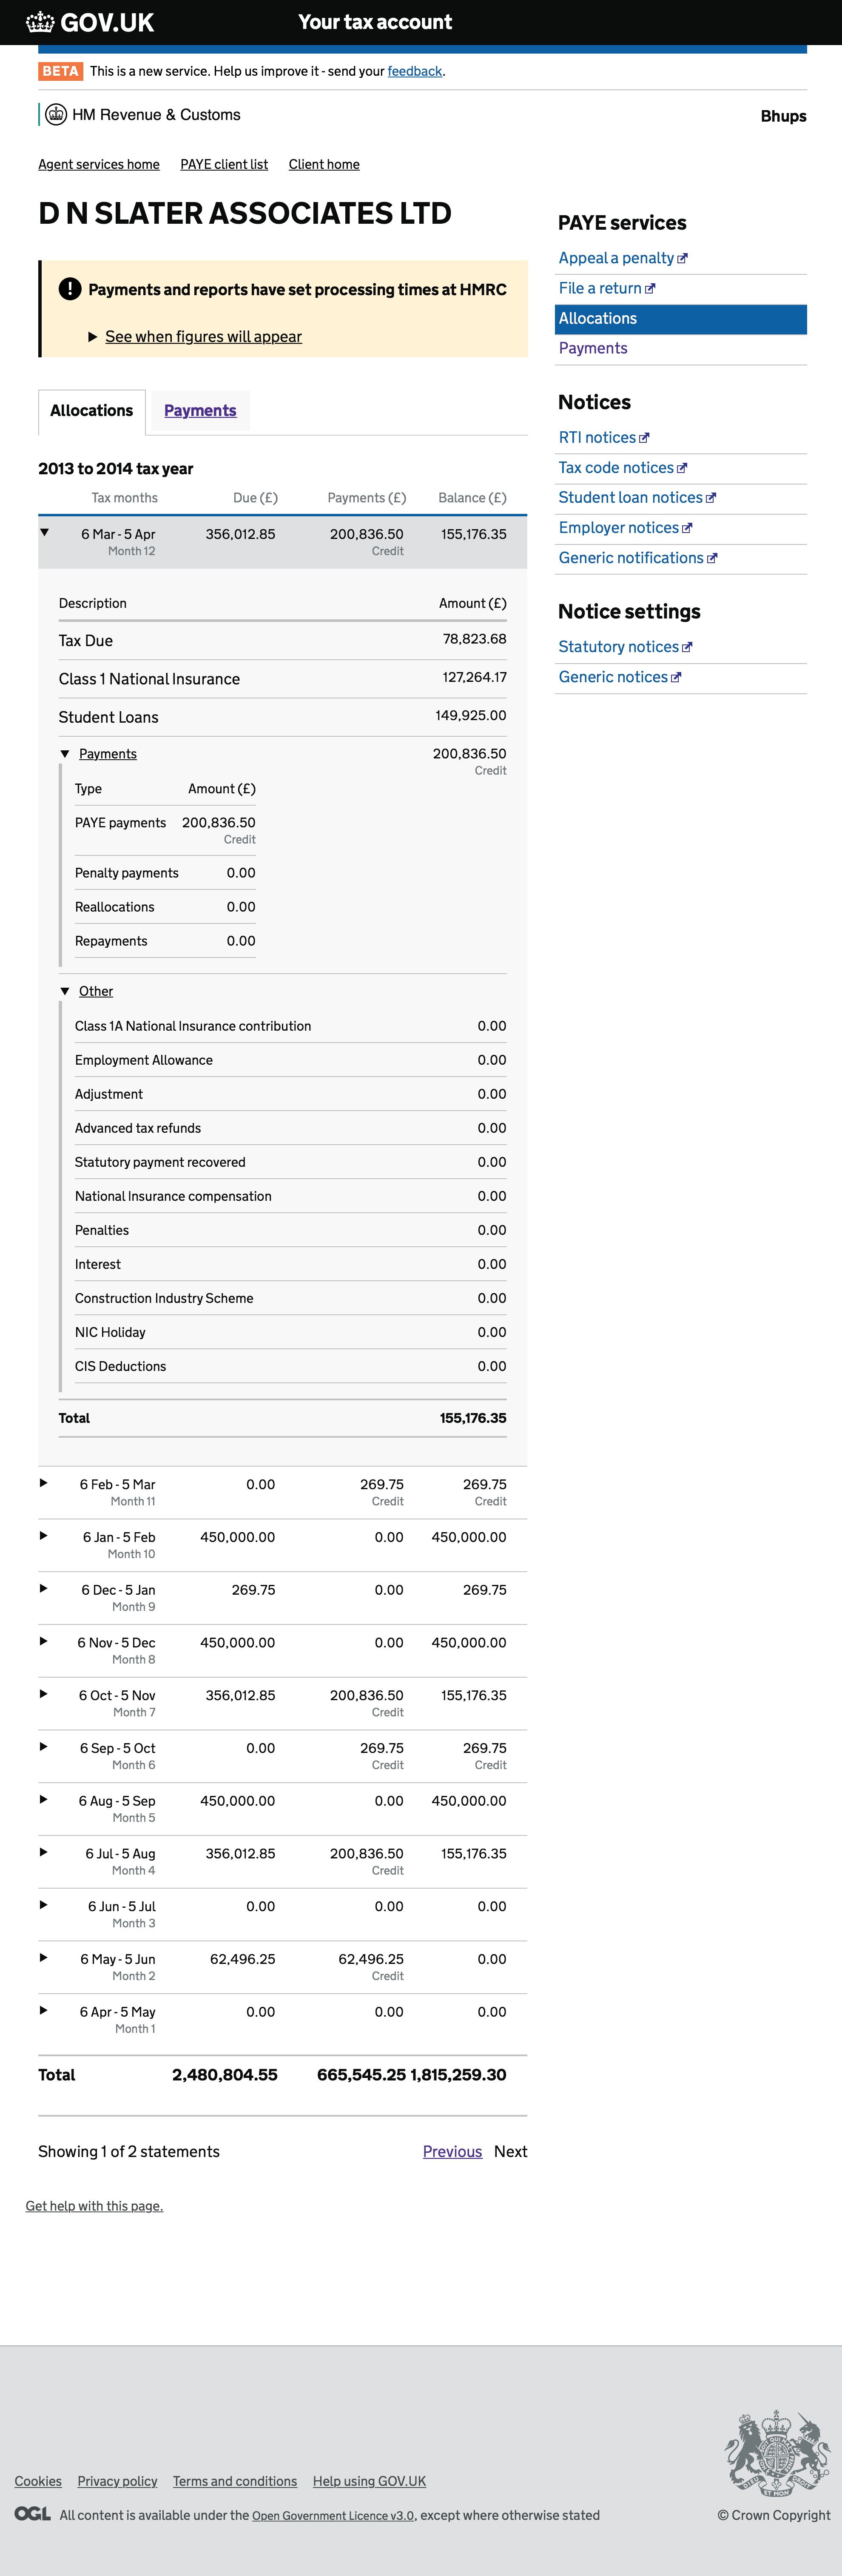 GOV.UK Your tax account
BETA This is a new service. Help us improve it - send your feedback.
HM Revenue & Customs Bhups
Agent services home PAYE client list Client home
D N SLATER ASSOCIATES LTD
! Payments and reports have set processing times at HMRC
See when figures will appear
Allocations Payments
2013 to 2014 tax year
Tax months Due (£) Payments (£) Balance (£)
6 Mar - 5 Apr 356,012.85 200,836.50 155,176.35
Month 12 Credit
Description Amount (£)
Tax Due 78,823.68
Class 1 National Insurance 127,264.17
Student Loans 149,925.00
Payments 200,836.50
Credit
Type Amount (£)
PAYE payments 200,836.50
Credit
Penalty payments 0.00
Reallocations 0.00
Repayments 0.00
Other
Class 1A National Insurance contribution 0.00
Employment Allowance 0.00
Adjustment 0.00
Advanced tax refunds 0.00
Statutory payment recovered 0.00
National Insurance compensation 0.00
Penalties 0.00
Interest 0.00
Construction Industry Scheme 0.00
NIC Holiday 0.00
CIS Deductions 0.00
Total 155,176.35
6 Feb - 5 Mar 0.00 269.75 269.75
Month 11 Credit Credit
6 Jan - 5 Feb 450,000.00 0.00 450,000.00
Month 10
6 Dec - 5 Jan 269.75 0.00 269.75
Month 9
6 Nov - 5 Dec 450,000.00 0.00 450,000.00
Month 8
6 Oct - 5 Nov 356,012.85 200,836.50 155,176.35
Month 7 Credit
6 Sep - 5 Oct 0.00 269.75 269.75
Month 6 Credit Credit
6 Aug - 5 Sep 450,000.00 0.00 450,000.00
Month 5
6 Jul - 5 Aug 356,012.85 200,836.50 155,176.35
Month 4 Credit
6 Jun - 5 Jul 0.00 0.00 0.00
Month 3
6 May - 5 Jun 62,496.25 62,496.25 0.00
Month 2 Credit
6 Apr - 5 May 0.00 0.00 0.00
Month 1
Total 2,480,804.55 665,545.25 1,815,259.30
Showing 1 of 2 statements Previous Next
Get help with this page.
PAYE services
Appeal a penalty
File a return
Allocations
Payments
Notices
RTI notices
Tax code notices
Student loan notices
Employer notices
Generic notifications
Notice settings
Statutory notices
Generic notices
Cookies Privacy policy Terms and conditions Help using GOV.UK
OGL All content is available under the Open Government Licence v3.0, except where otherwise stated
© Crown Copyright